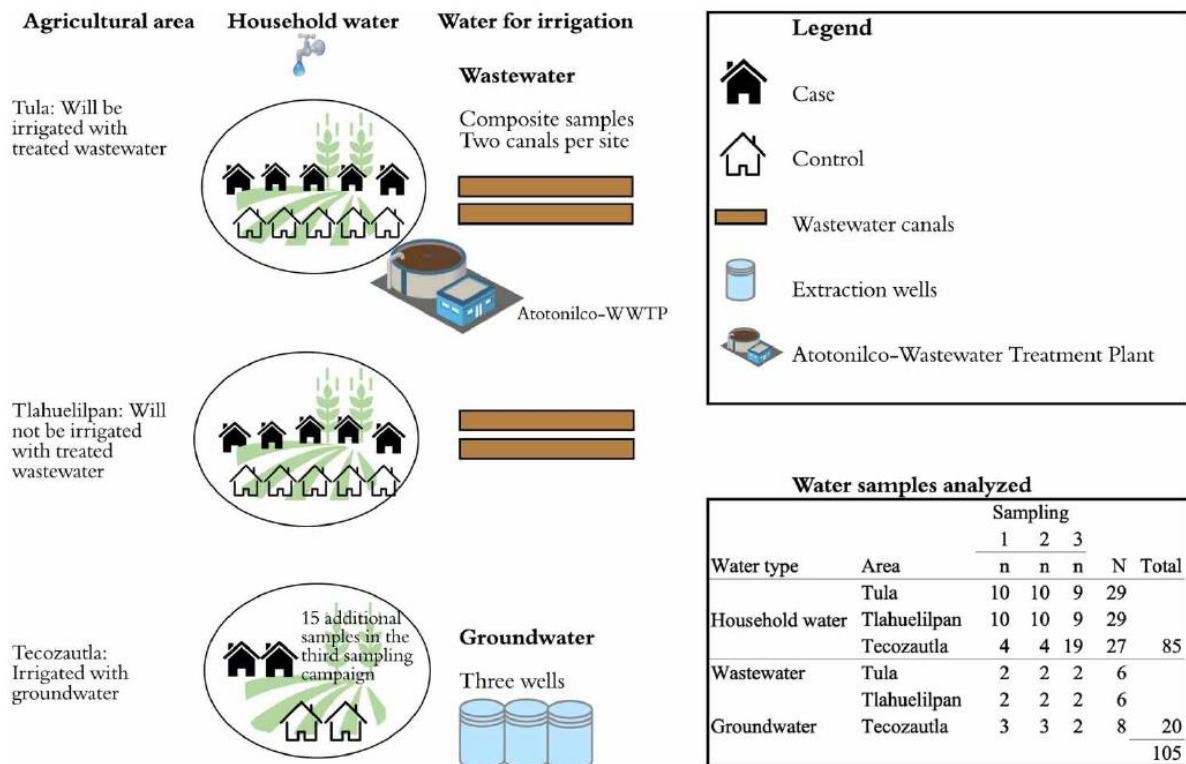 Agricultural area
Household water
Water for irrigation
Tula: Will be
irrigated with
treated wastewater
Wastewater
Composite samples
Two canals per site
Atotonilco-WWTP
Tlahuelilpan: Will
not be irrigated
with treated
wastewater
Tecozautla:
Irrigated with
groundwater
15 additional
samples in the
third sampling
campaign
Groundwater
Three wells
Legend
Case
Control
Wastewater canals
Extraction wells
Atotonilco-Wastewater Treatment Plant
Water samples analyzed
Sampling
1 2 3
Water type Area n n n N Total
Tula 10 10 9 29
Household water Tlahuelilpan 10 10 9 29
Tecozautla 4 4 19 27 85
Wastewater Tula 2 2 2 6
Tlahuelilpan 2 2 2 6
Groundwater Tecozautla 3 3 2 8 20
105